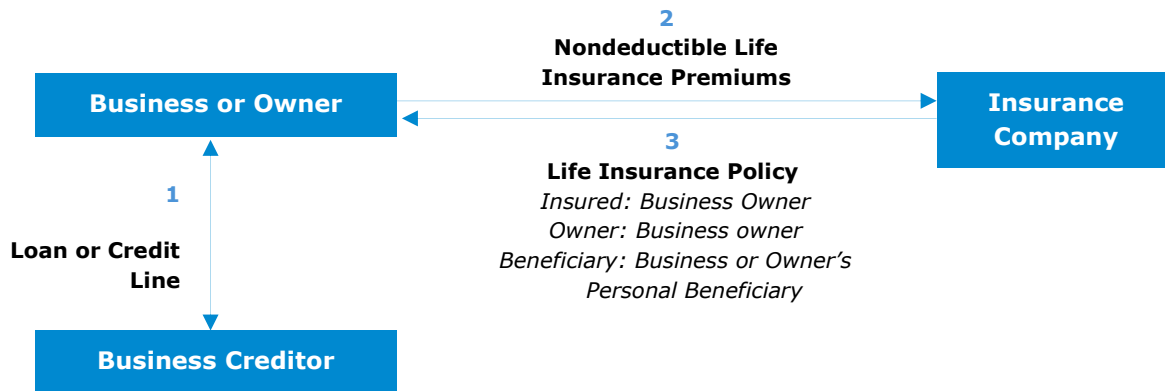 2
Nondeductible Life
Insurance Premiums
Business or Owner
Insurance
Company
3
Life Insurance Policy
Insured: Business Owner
Owner: Business owner
Beneficiary: Business or Owner’s
Personal Beneficiary
1
Loan or Credit
Line
Business Creditor